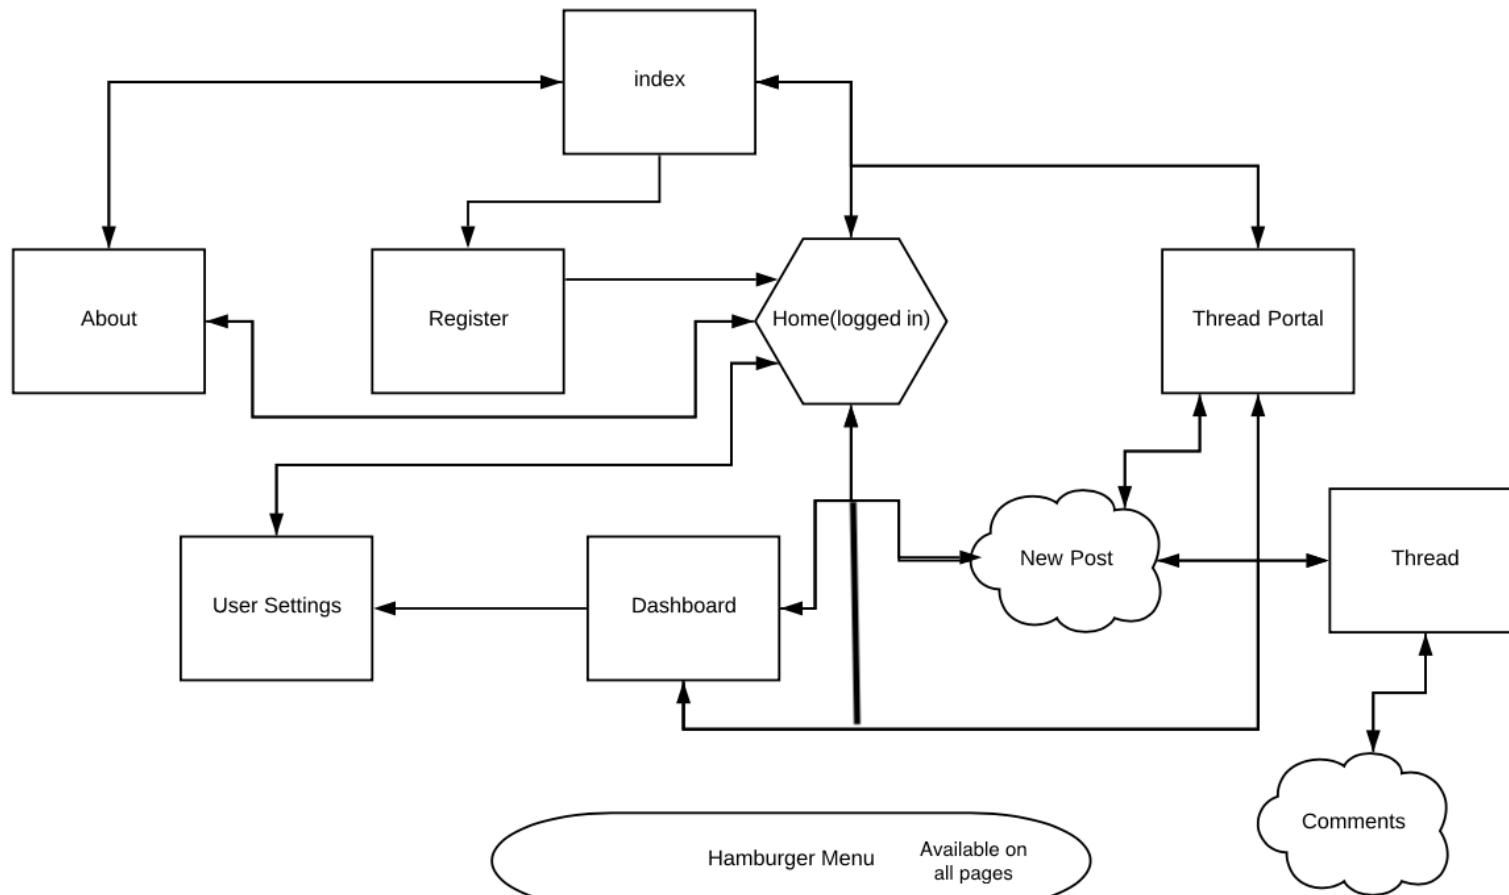 index
About
Register
Home(logged in)
Thread Portal
New Post
Thread
User Settings
Dashboard
Comments
Hamburger Menu
Available on
all pages